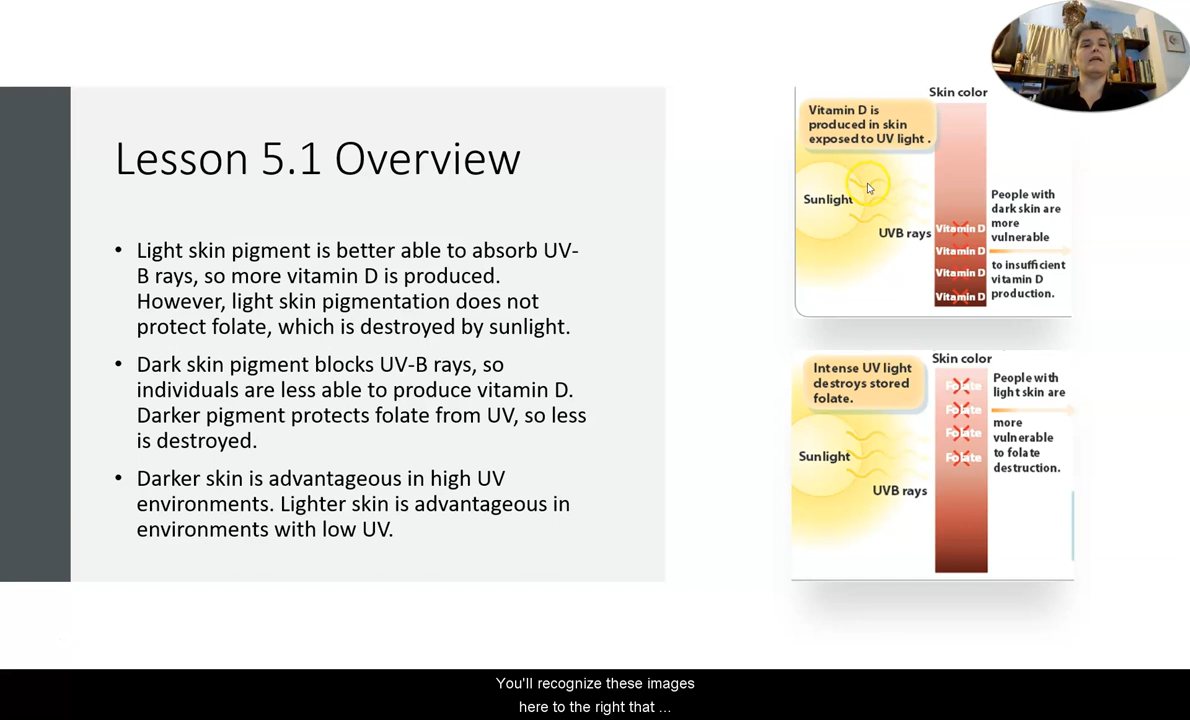 Lesson 5.1 Overview
• Light skin pigment is better able to absorb UV-
B rays, so more vitamin D is produced.
However, light skin pigmentation does not
protect folate, which is destroyed by sunlight.
• Dark skin pigment blocks UV-B rays, so
individuals are less able to produce vitamin D.
Darker pigment protects folate from UV, so less
is destroyed.
• Darker skin is advantageous in high UV
environments. Lighter skin is advantageous in
environments with low UV.
Skin color
Vitamin D is
produced in skin
exposed to UV light .
Sunlight
UVB rays
Vitamin D
Vitamin D
Vitamin D
Vitamin D
People with
dark skin are
more
vulnerable
to insufficient
vitamin D
production.
Skin color
Intense UV light
destroys stored
folate.
Sunlight
UVB rays
Folate
Folate
Folate
Folate
People with
light skin are
more
vulnerable
to folate
destruction.
You'll recognize these images
here to the right that ...